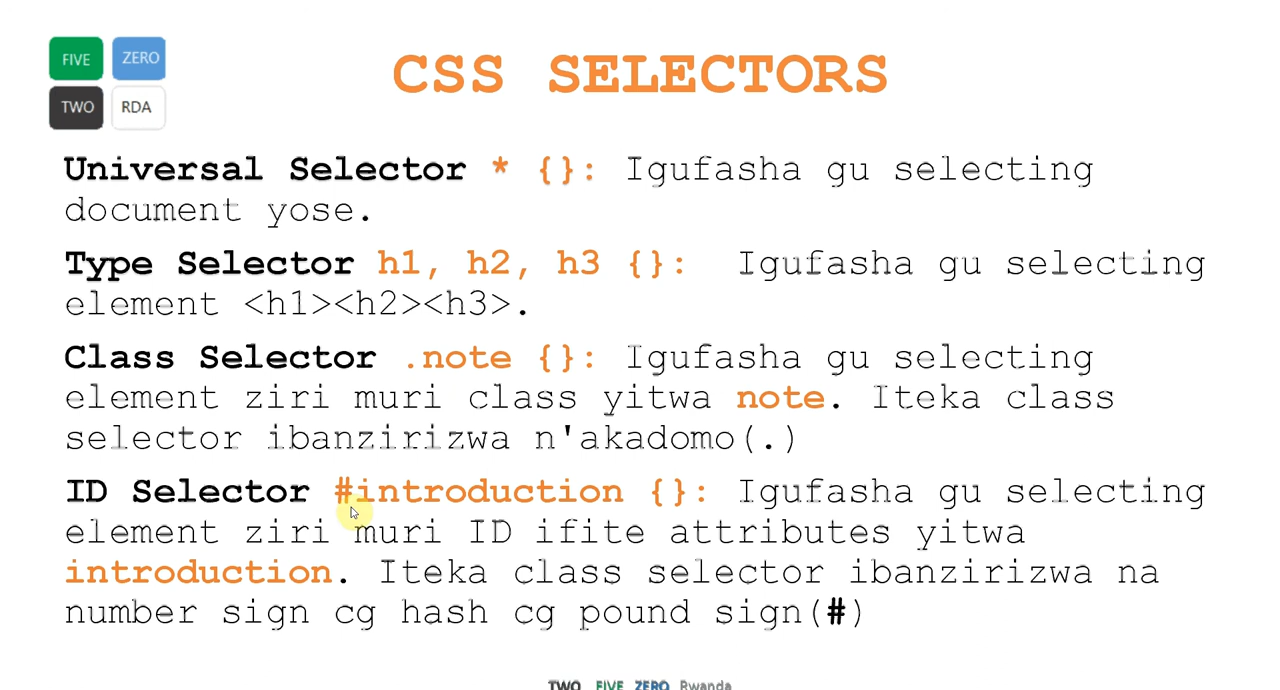 FIVE ZERO
TWO RDA
CSS SELECTORS
Universal Selector * {}: Igufasha gu selecting
document yose.
Type Selector h1, h2, h3 {}: Igufasha gu selecting
element <h1><h2><h3>.
Class Selector .note {}: Igufasha gu selecting
element ziri muri class yitwa note. Iteka class
selector ibanzirizwa n'akadomo(.)
ID Selector #introduction {}: Igufasha gu selecting
element ziri muri ID ifite attributes yitwa
introduction. Iteka class selector ibanzirizwa na
number sign cg hash cg pound sign(#)
TWO FIVE ZERO Rwanda